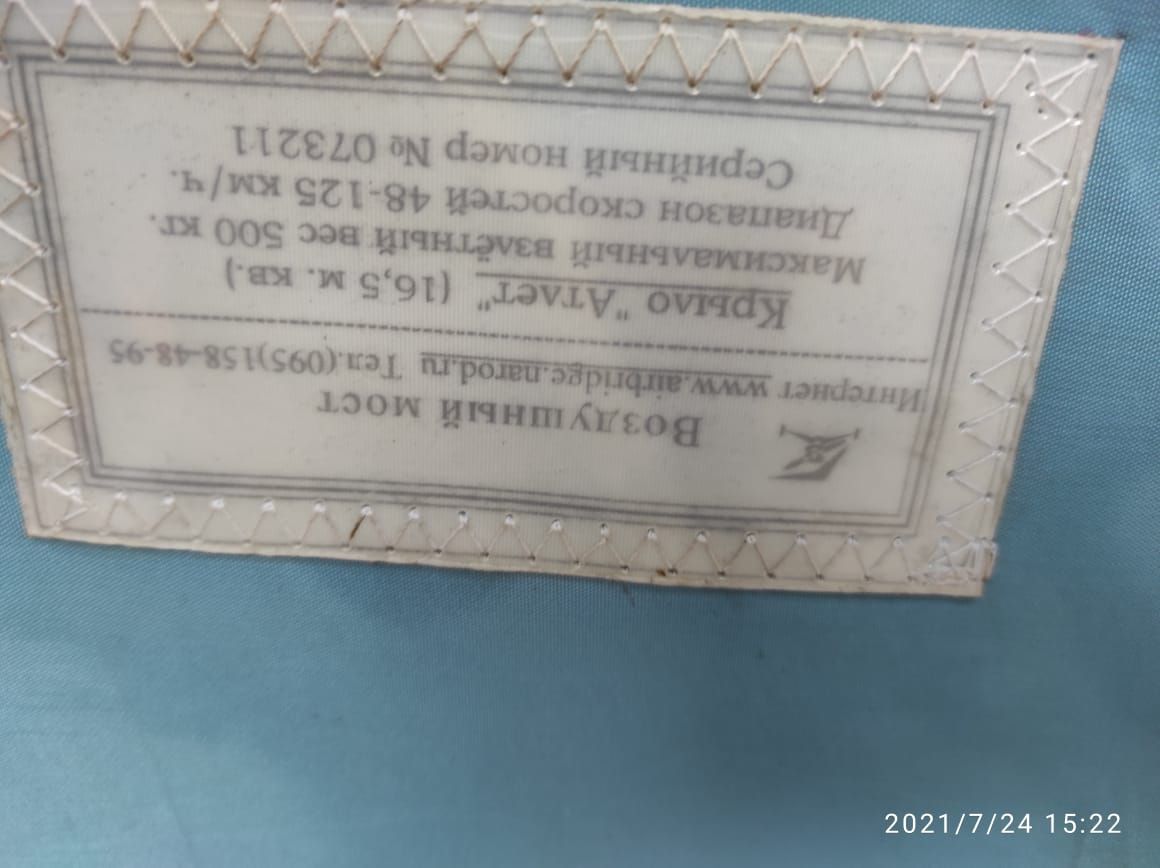 Воздушный мост
Интернет www.airbridge.narod.ru Тел.(095)158-48-95
Крыло "Атлет" (16,5 м. кв.)
Максимальный взлётный вес 500 кг.
Диапазон скоростей 48-125 км/ч.
Серийный номер № 073211
2021/7/24 15:22